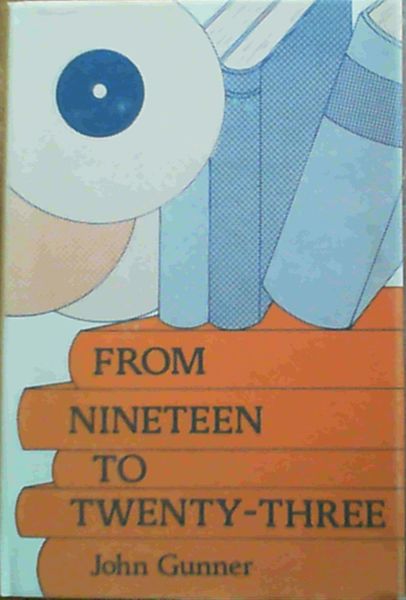 FROM
NINETEEN
TO
TWENTY-THREE
John Gunner